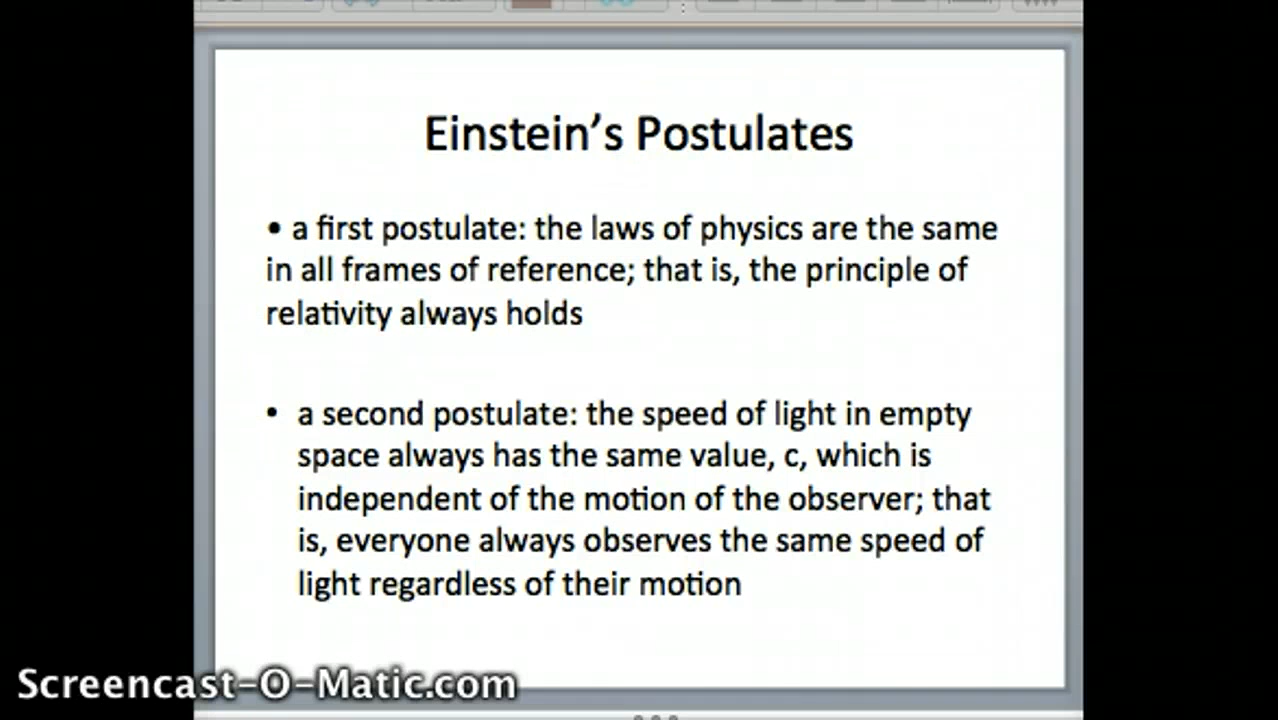 Einstein’s Postulates
• a first postulate: the laws of physics are the same
in all frames of reference; that is, the principle of
relativity always holds
• a second postulate: the speed of light in empty
space always has the same value, c, which is
independent of the motion of the observer; that
is, everyone always observes the same speed of
light regardless of their motion
Screencast-O-Matic.com